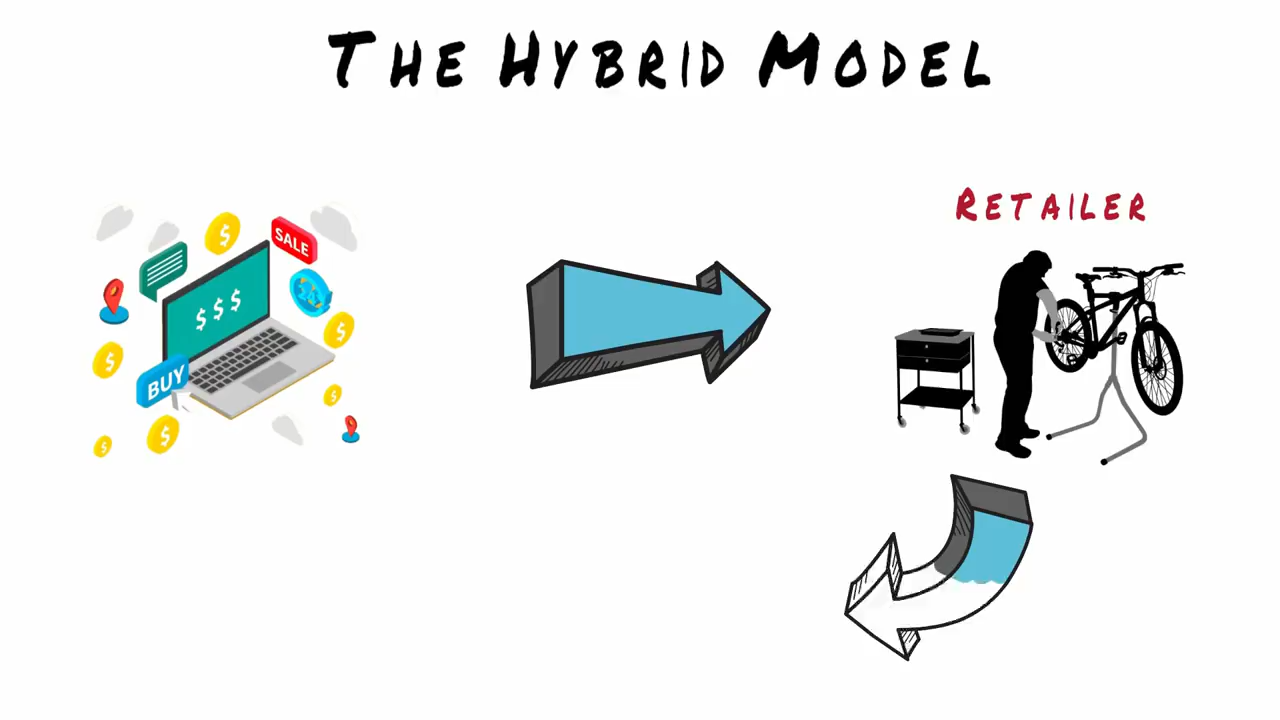 THE HYBRID MODEL
RETAILER
SALE
$
$ $ $
$
$
BUY
$
$
$